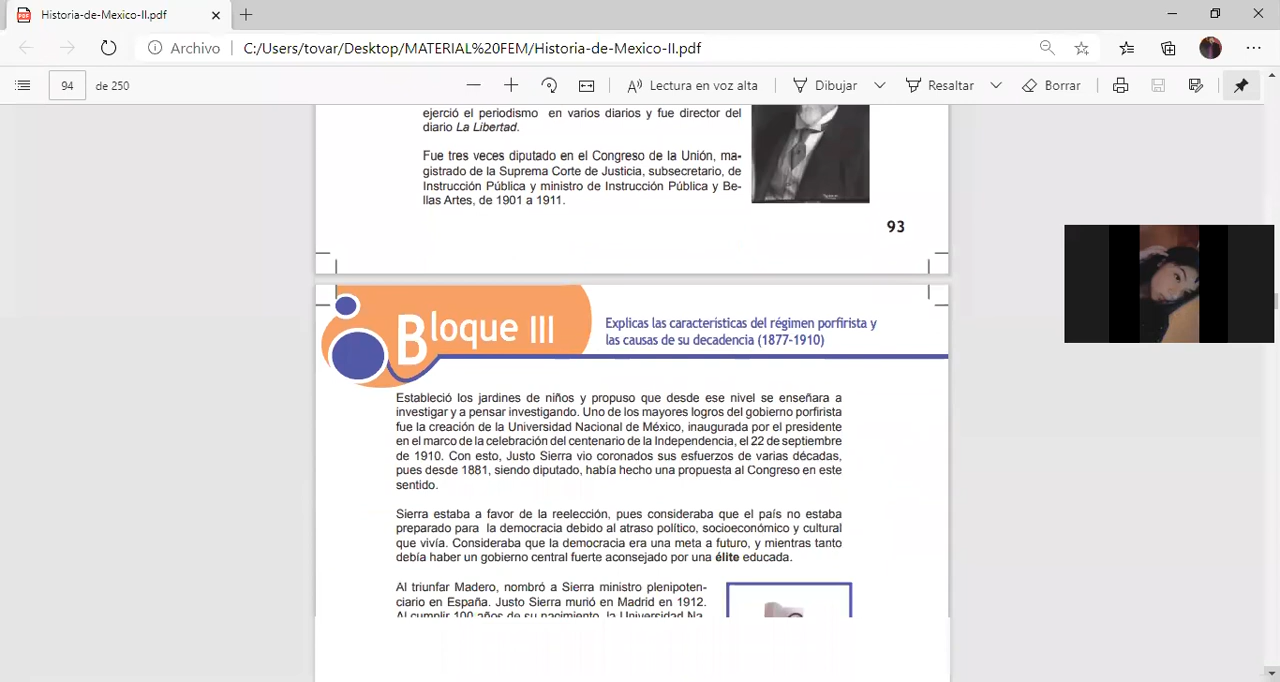 Historia-de-Mexico-II.pdf
Archivo C:/Users/tovar/Desktop/MATERIAL%20FEM/Historia-de-Mexico-II.pdf
94 de 250 Lectura en voz alta Dibujar Resaltar Borrar
ejerció el periodismo en varios diarios y fue director del
diario La Libertad.
Fue tres veces diputado en el Congreso de la Unión, ma-
gistrado de la Suprema Corte de Justicia, subsecretario, de
Instrucción Pública y ministro de Instrucción Pública y Be-
llas Artes, de 1901 a 1911.
93
Bloque III
Explicas las características del régimen porfirista y
las causas de su decadencia (1877-1910)
Estableció los jardines de niños y propuso que desde ese nivel se enseñara a
investigar y a pensar investigando. Uno de los mayores logros del gobierno porfirista
fue la creación de la Universidad Nacional de México, inaugurada por el presidente
en el marco de la celebración del centenario de la Independencia, el 22 de septiembre
de 1910. Con esto, Justo Sierra vio coronados sus esfuerzos de varias décadas,
pues desde 1881, siendo diputado, había hecho una propuesta al Congreso en este
sentido.
Sierra estaba a favor de la reelección, pues consideraba que el país no estaba
preparado para la democracia debido al atraso político, socioeconómico y cultural
que vivía. Consideraba que la democracia era una meta a futuro, y mientras tanto
debía haber un gobierno central fuerte aconsejado por una élite educada.
Al triunfar Madero, nombró a Sierra ministro plenipoten-
ciario en España. Justo Sierra murió en Madrid en 1912.
Al cumplir 100 años de su nacimiento, la Universidad Na-